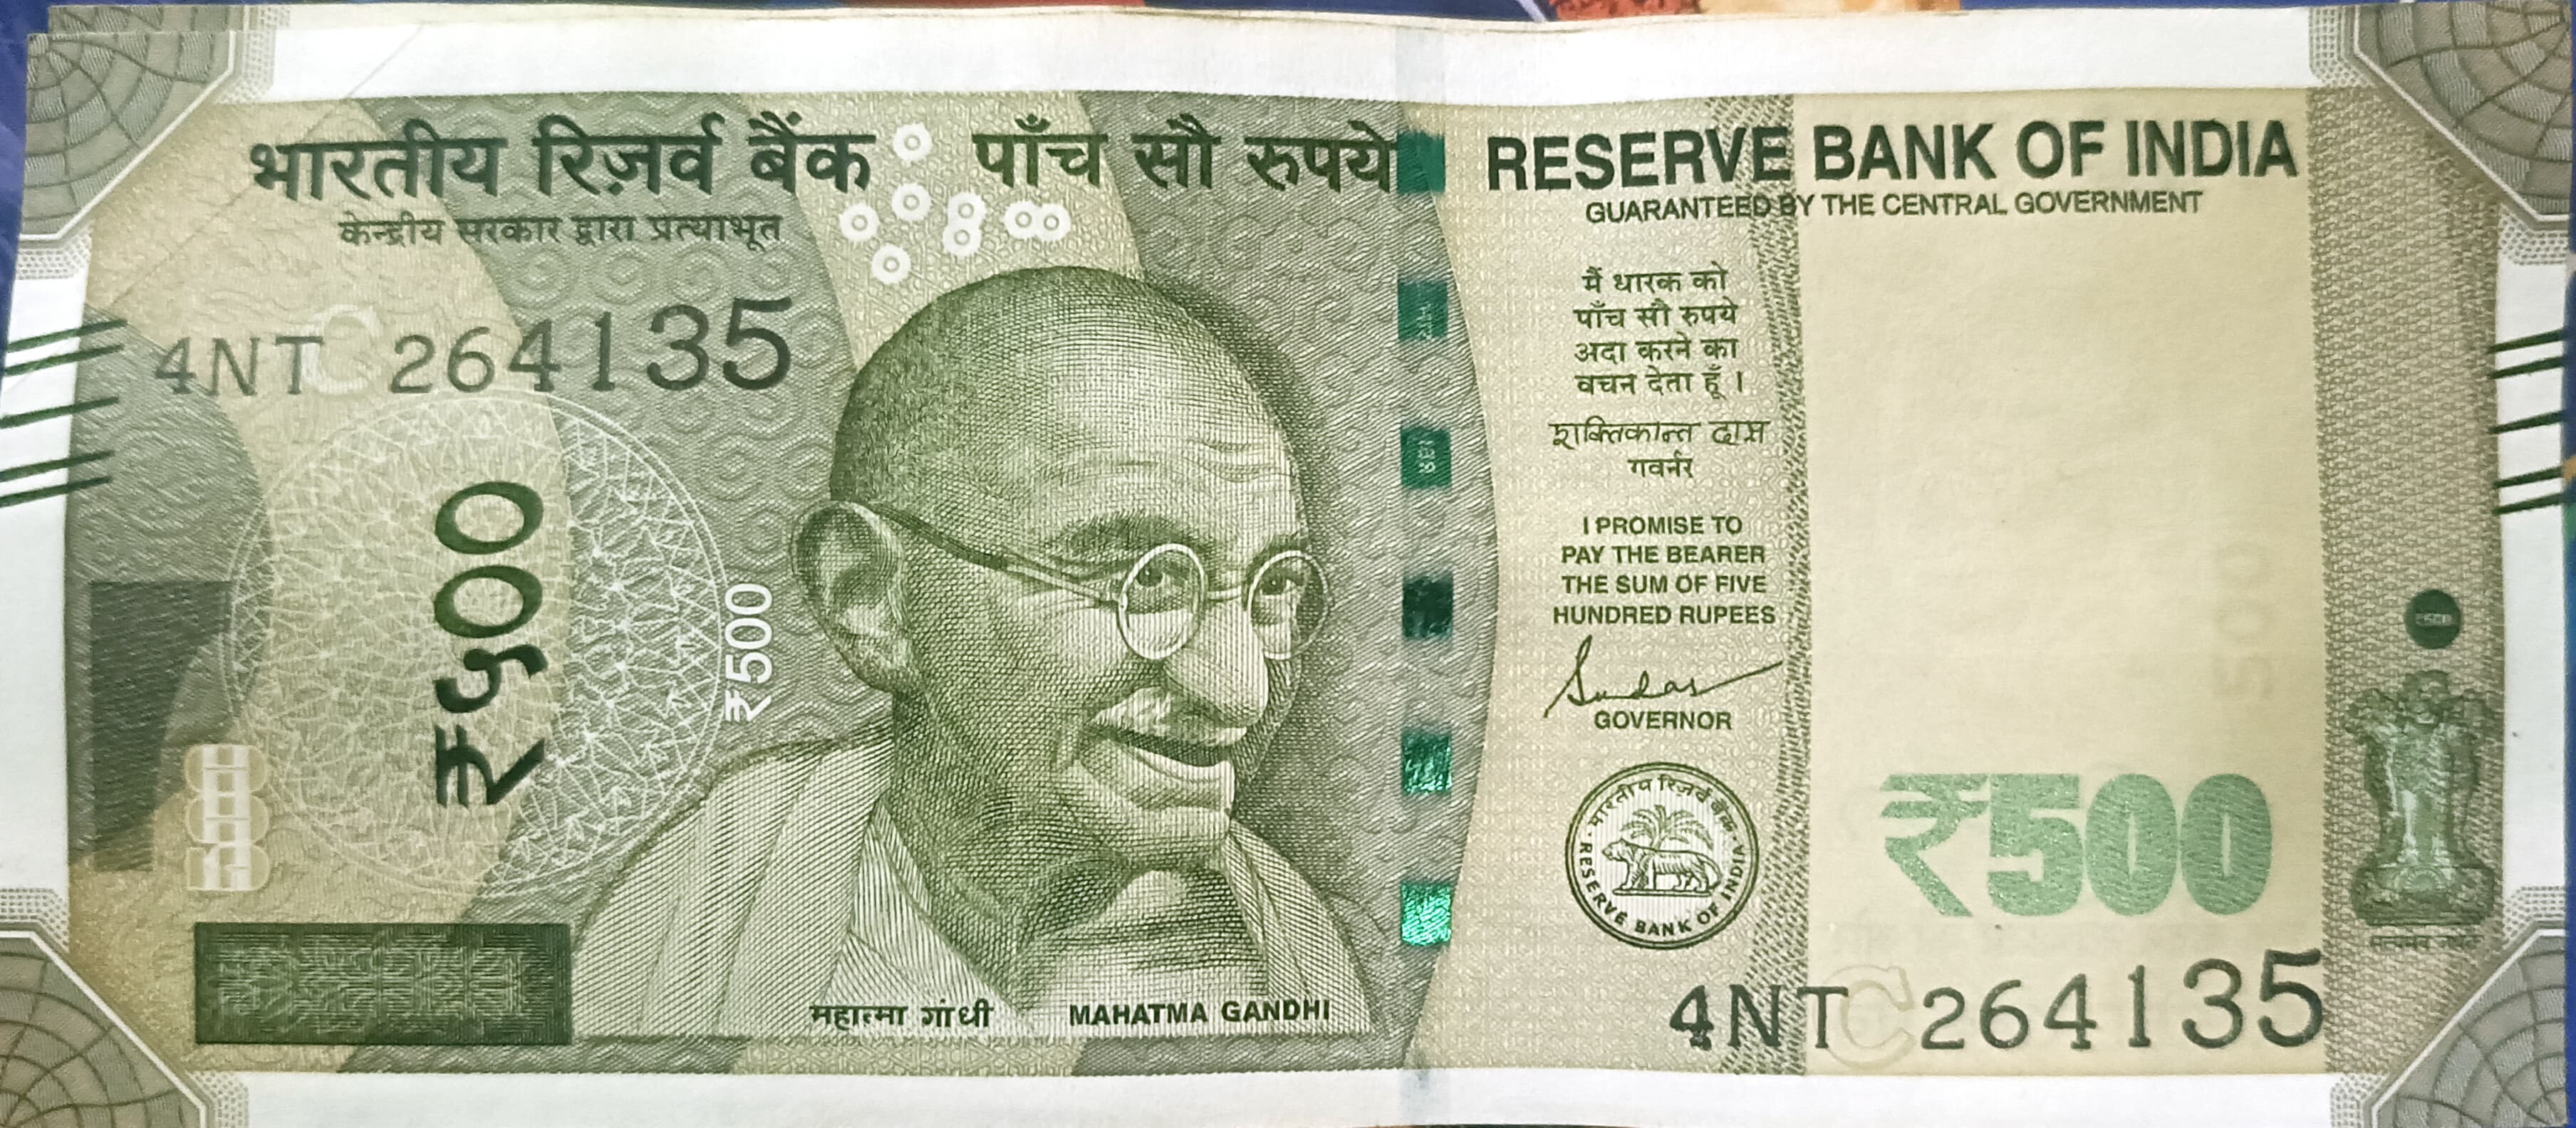 भारतीय रिज़र्व बैंक
केन्द्रीय सरकार द्वारा प्रत्याभूत
पाँच सौ रुपये
RESERVE BANK OF INDIA
GUARANTEED BY THE CENTRAL GOVERNMENT
4NT C 264135
₹५००
₹500
मैं धारक को
पाँच सौ रुपये
अदा करने का
वचन देता हूँ ।
शक्तिकान्त दास
गवर्नर
I PROMISE TO
PAY THE BEARER
THE SUM OF FIVE
HUNDRED RUPEES
GOVERNOR
भारतीय रिज़र्व बैंक
RESERVE BANK OF INDIA
500
₹500
सत्यमेव जयते
महात्मा गांधी
MAHATMA GANDHI
4NT C 264135